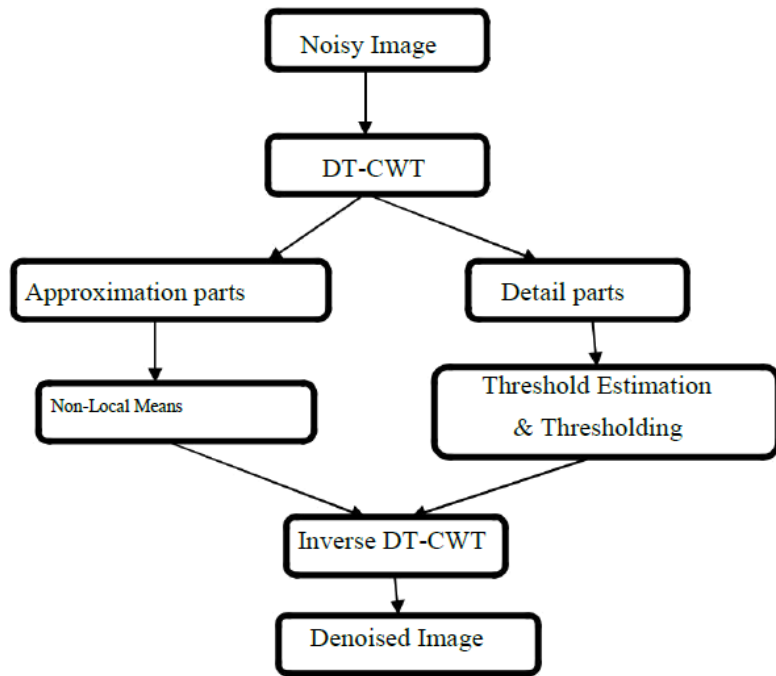 Noisy Image
DT-CWT
Approximation parts
Detail parts
Non-Local Means
Threshold Estimation
& Thresholding
Inverse DT-CWT
Denoised Image